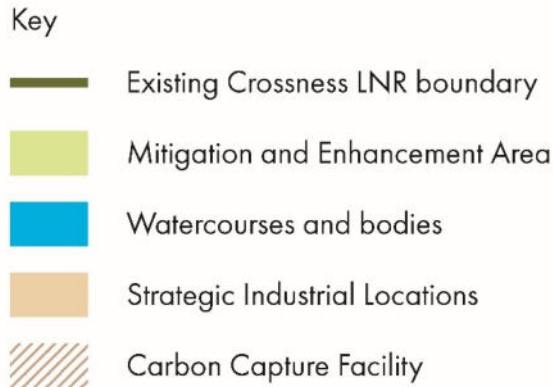 Key
Existing Crossness LNR boundary
Mitigation and Enhancement Area
Watercourses and bodies
Strategic Industrial Locations
Carbon Capture Facility